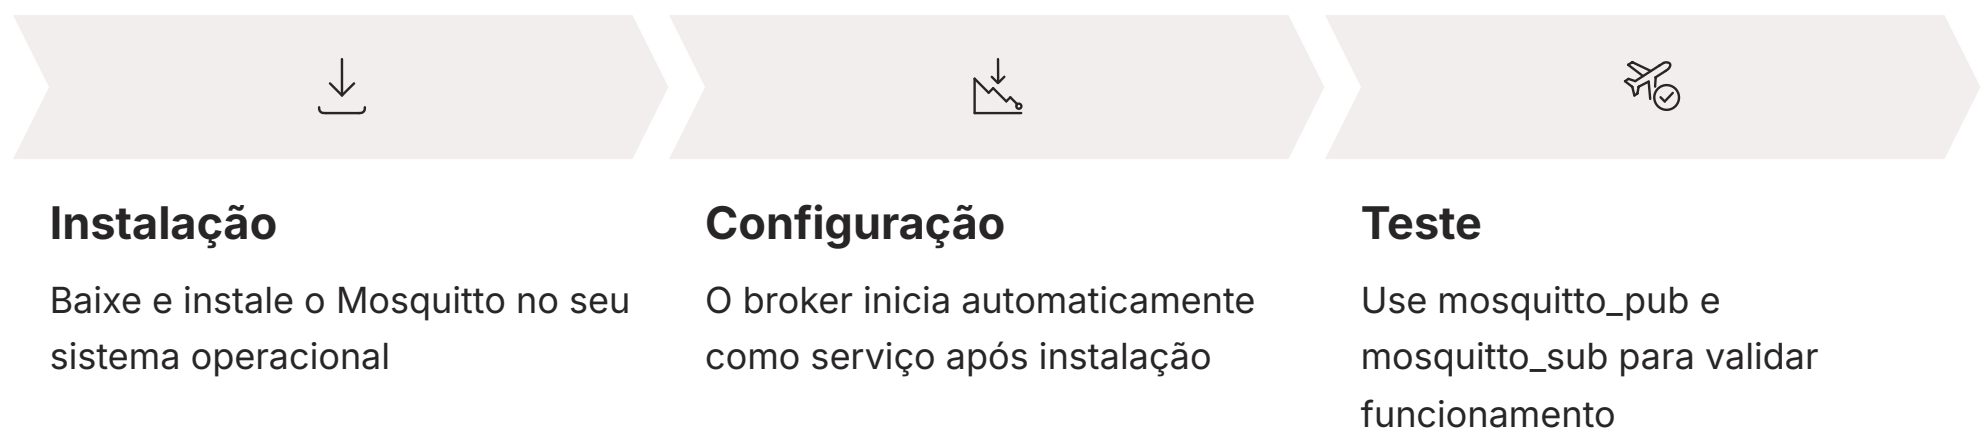 Instalação
Baixe e instale o Mosquitto no seu
sistema operacional
Configuração
O broker inicia automaticamente
como serviço após instalação
Teste
Use mosquitto_pub e
mosquitto_sub para validar
funcionamento